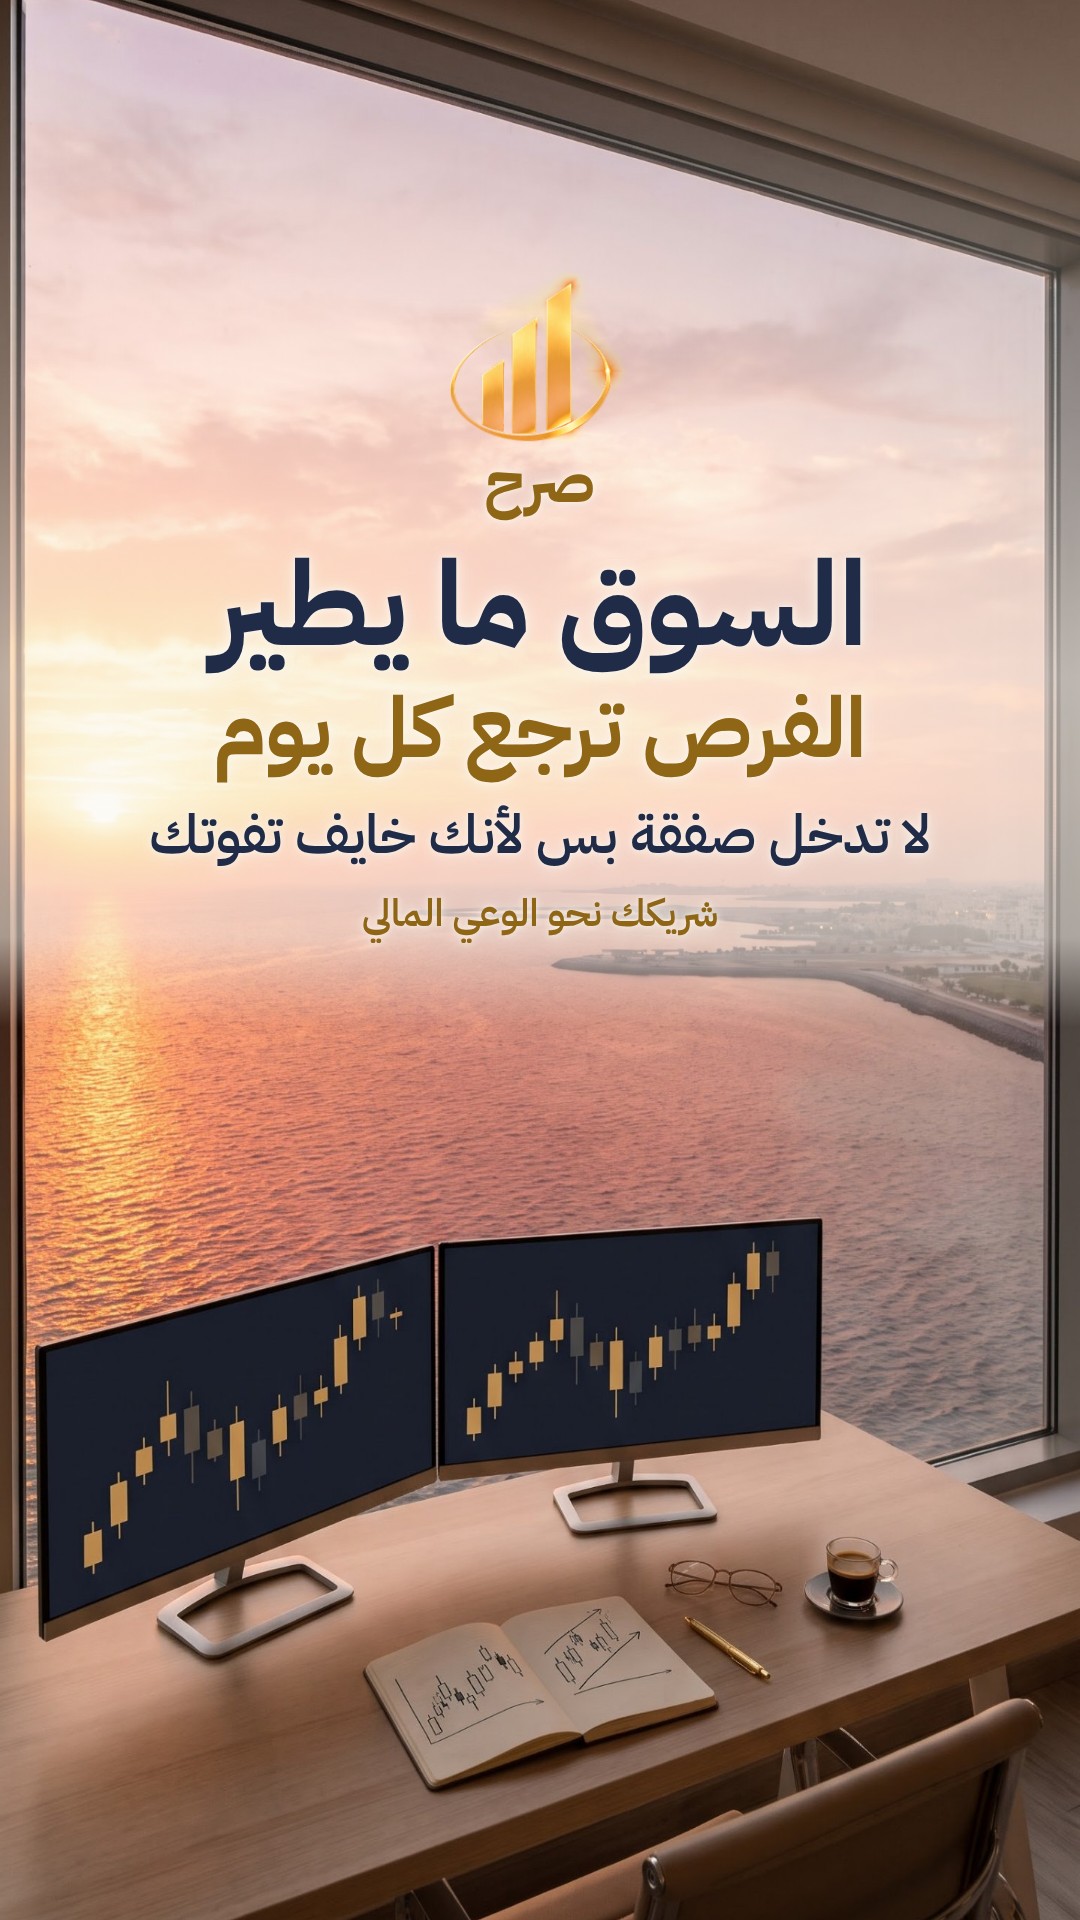 صرح
السوق ما يطير
الفرص ترجع كل يوم
لا تدخل صفقة بس لأنك خايف تفوتك
شريكك نحو الوعي المالي